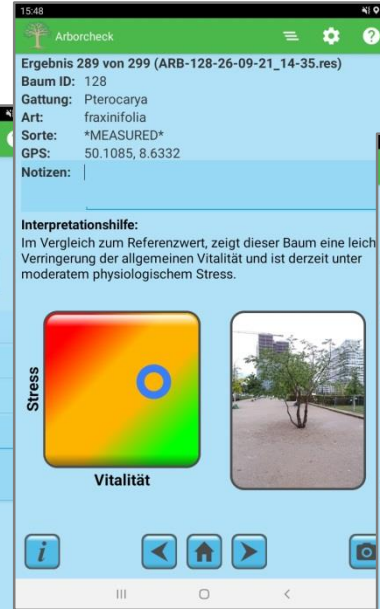 15:48
Arborcheck
Ergebnis 289 von 299 (ARB-128-26-09-21_14-35.res)
Baum ID: 128
Gattung: Pterocarya
Art: fraxinifolia
Sorte: *MEASURED*
GPS: 50.1085, 8.6332
Notizen:
Interpretationshilfe:
Im Vergleich zum Referenzwert, zeigt dieser Baum eine leich
Verringerung der allgemeinen Vitalität und ist derzeit unter
moderatem physiologischem Stress.
Stress
Vitalität
i